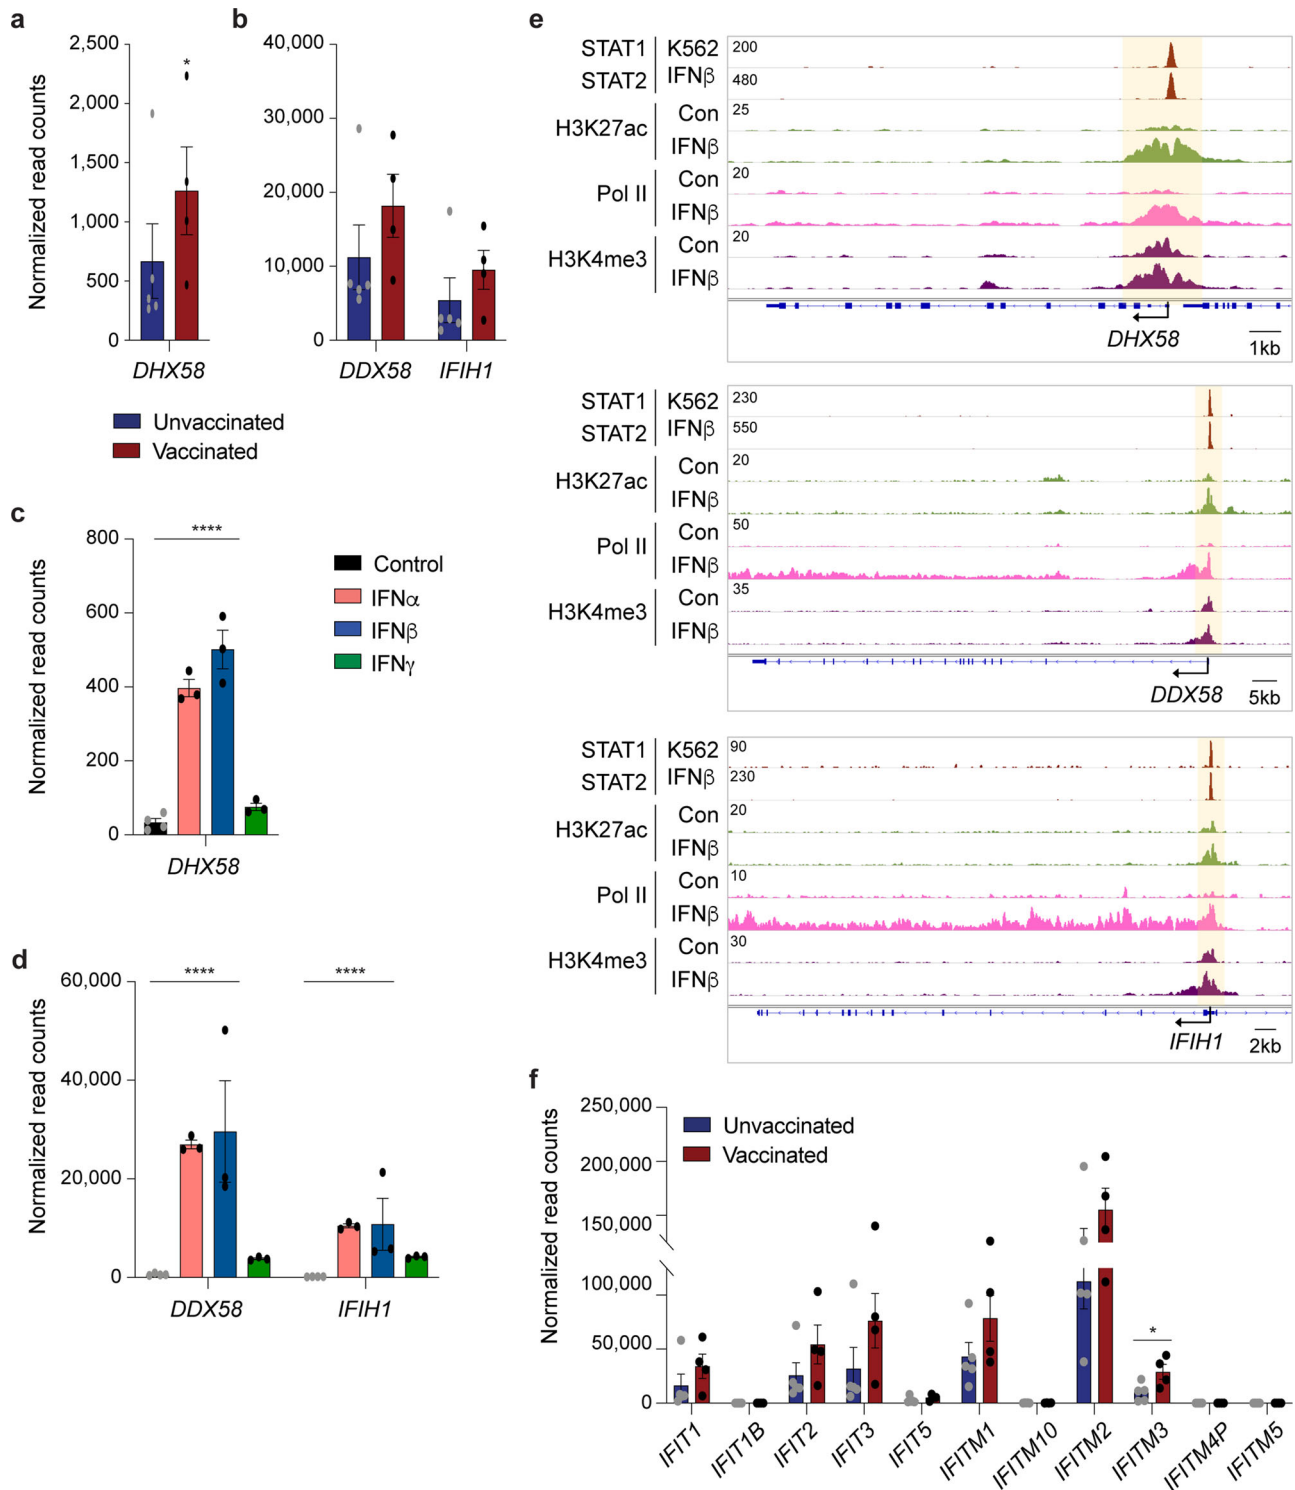 a
2,500
2,000
1,500
1,000
500
0
Normalized read counts
*
DHX58
b
40,000
30,000
20,000
10,000
0
DDX58 IFIH1
Unvaccinated
Vaccinated
c
800
600
400
200
0
Normalized read counts
****
DHX58
Control
IFNα
IFNβ
IFNγ
d
60,000
40,000
20,000
0
Normalized read counts
**** ****
DDX58 IFIH1
e
STAT1 K562 200
STAT2 IFNβ 480
H3K27ac Con 25
IFNβ
Pol II Con 20
IFNβ
H3K4me3 Con 20
IFNβ
DHX58 1kb
STAT1 K562 230
STAT2 IFNβ 550
H3K27ac Con 20
IFNβ
Pol II Con 50
IFNβ
H3K4me3 Con 35
IFNβ
DDX58 5kb
STAT1 K562 90
STAT2 IFNβ 230
H3K27ac Con 20
IFNβ
Pol II Con 10
IFNβ
H3K4me3 Con 30
IFNβ
IFIH1 2kb
f
250,000
200,000
150,000
100,000
50,000
0
Normalized read counts
Unvaccinated
Vaccinated
*
IFIT1 IFIT1B IFIT2 IFIT3 IFIT5 IFITM1 IFITM10 IFITM2 IFITM3 IFITM4P IFITM5